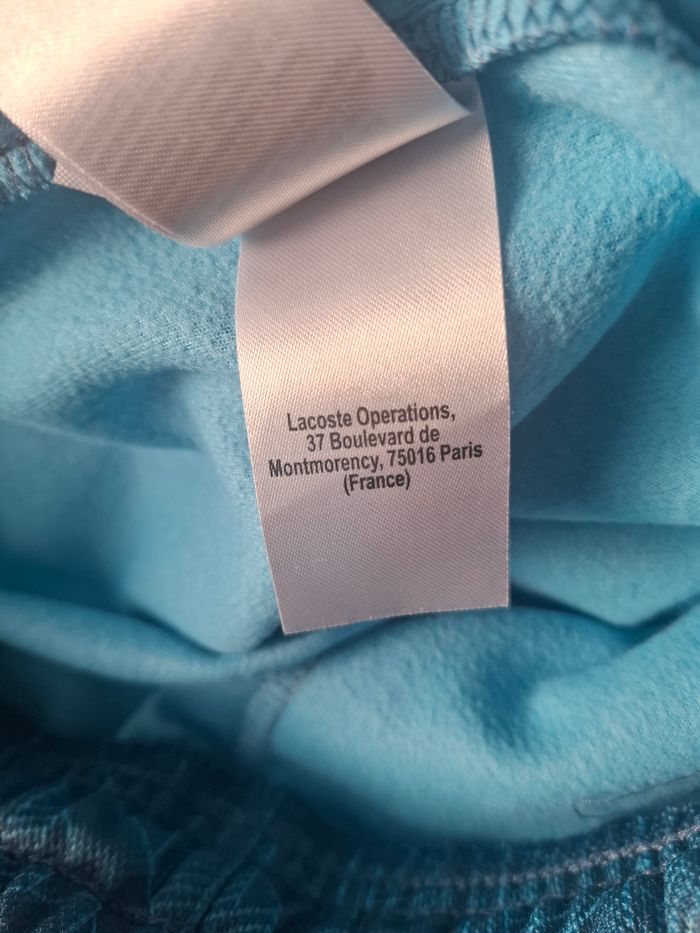 Lacoste Operations,
37 Boulevard de
Montmorency, 75016 Paris
(France)